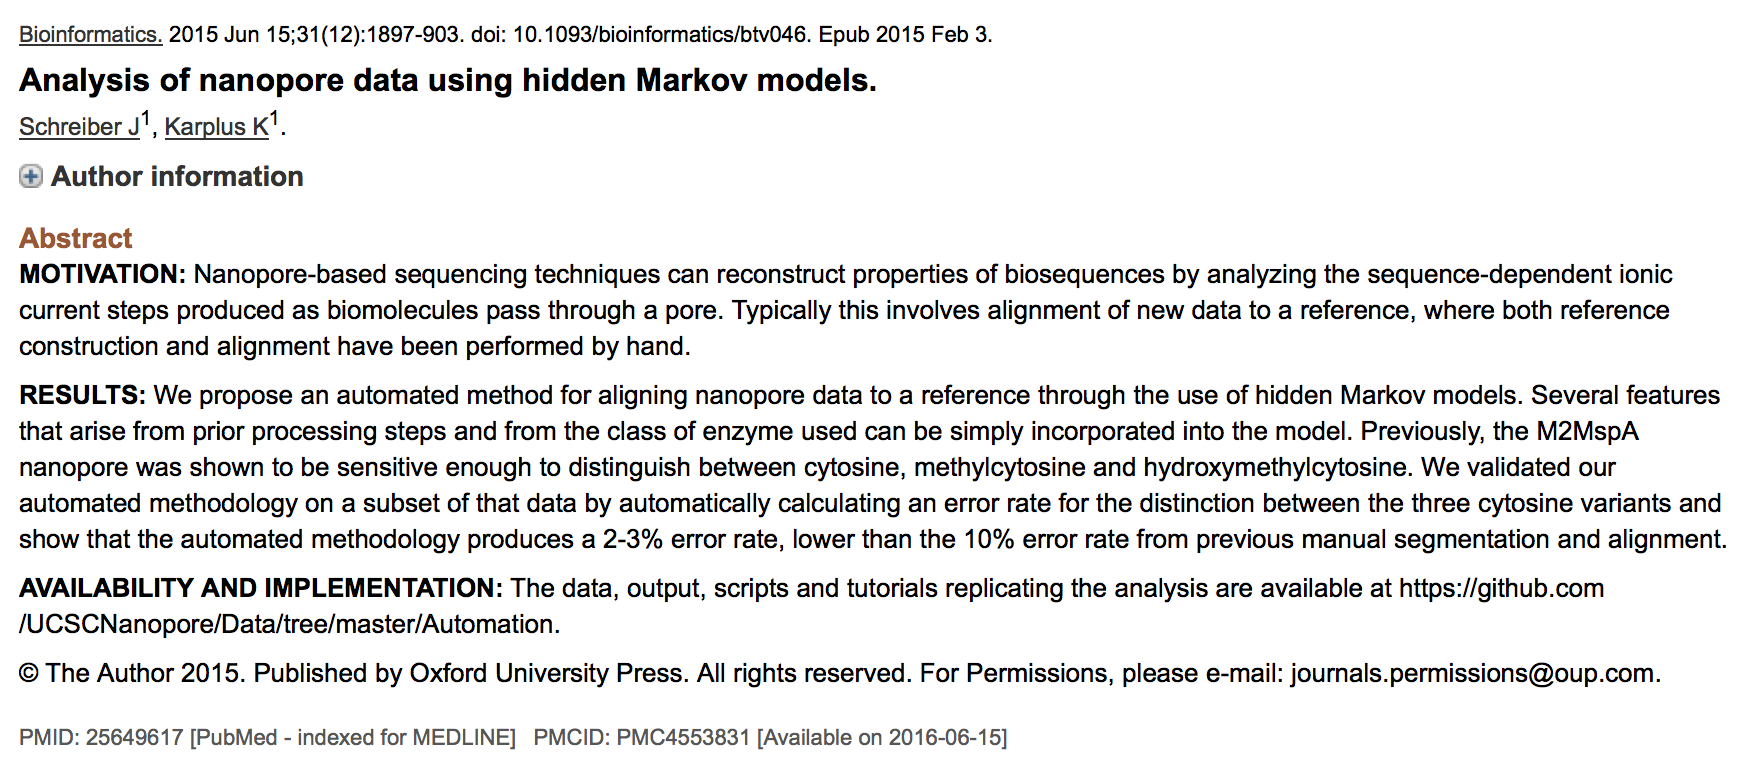 Bioinformatics. 2015 Jun 15;31(12):1897-903. doi: 10.1093/bioinformatics/btv046. Epub 2015 Feb 3.
Analysis of nanopore data using hidden Markov models.
Schreiber J1, Karplus K1.
Author information
Abstract
MOTIVATION: Nanopore-based sequencing techniques can reconstruct properties of biosequences by analyzing the sequence-dependent ionic
current steps produced as biomolecules pass through a pore. Typically this involves alignment of new data to a reference, where both reference
construction and alignment have been performed by hand.
RESULTS: We propose an automated method for aligning nanopore data to a reference through the use of hidden Markov models. Several features
that arise from prior processing steps and from the class of enzyme used can be simply incorporated into the model. Previously, the M2MspA
nanopore was shown to be sensitive enough to distinguish between cytosine, methylcytosine and hydroxymethylcytosine. We validated our
automated methodology on a subset of that data by automatically calculating an error rate for the distinction between the three cytosine variants and
show that the automated methodology produces a 2-3% error rate, lower than the 10% error rate from previous manual segmentation and alignment.
AVAILABILITY AND IMPLEMENTATION: The data, output, scripts and tutorials replicating the analysis are available at https://github.com
/UCSCNanopore/Data/tree/master/Automation.
© The Author 2015. Published by Oxford University Press. All rights reserved. For Permissions, please e-mail: journals.permissions@oup.com.
PMID: 25649617 [PubMed - indexed for MEDLINE] PMCID: PMC4553831 [Available on 2016-06-15]